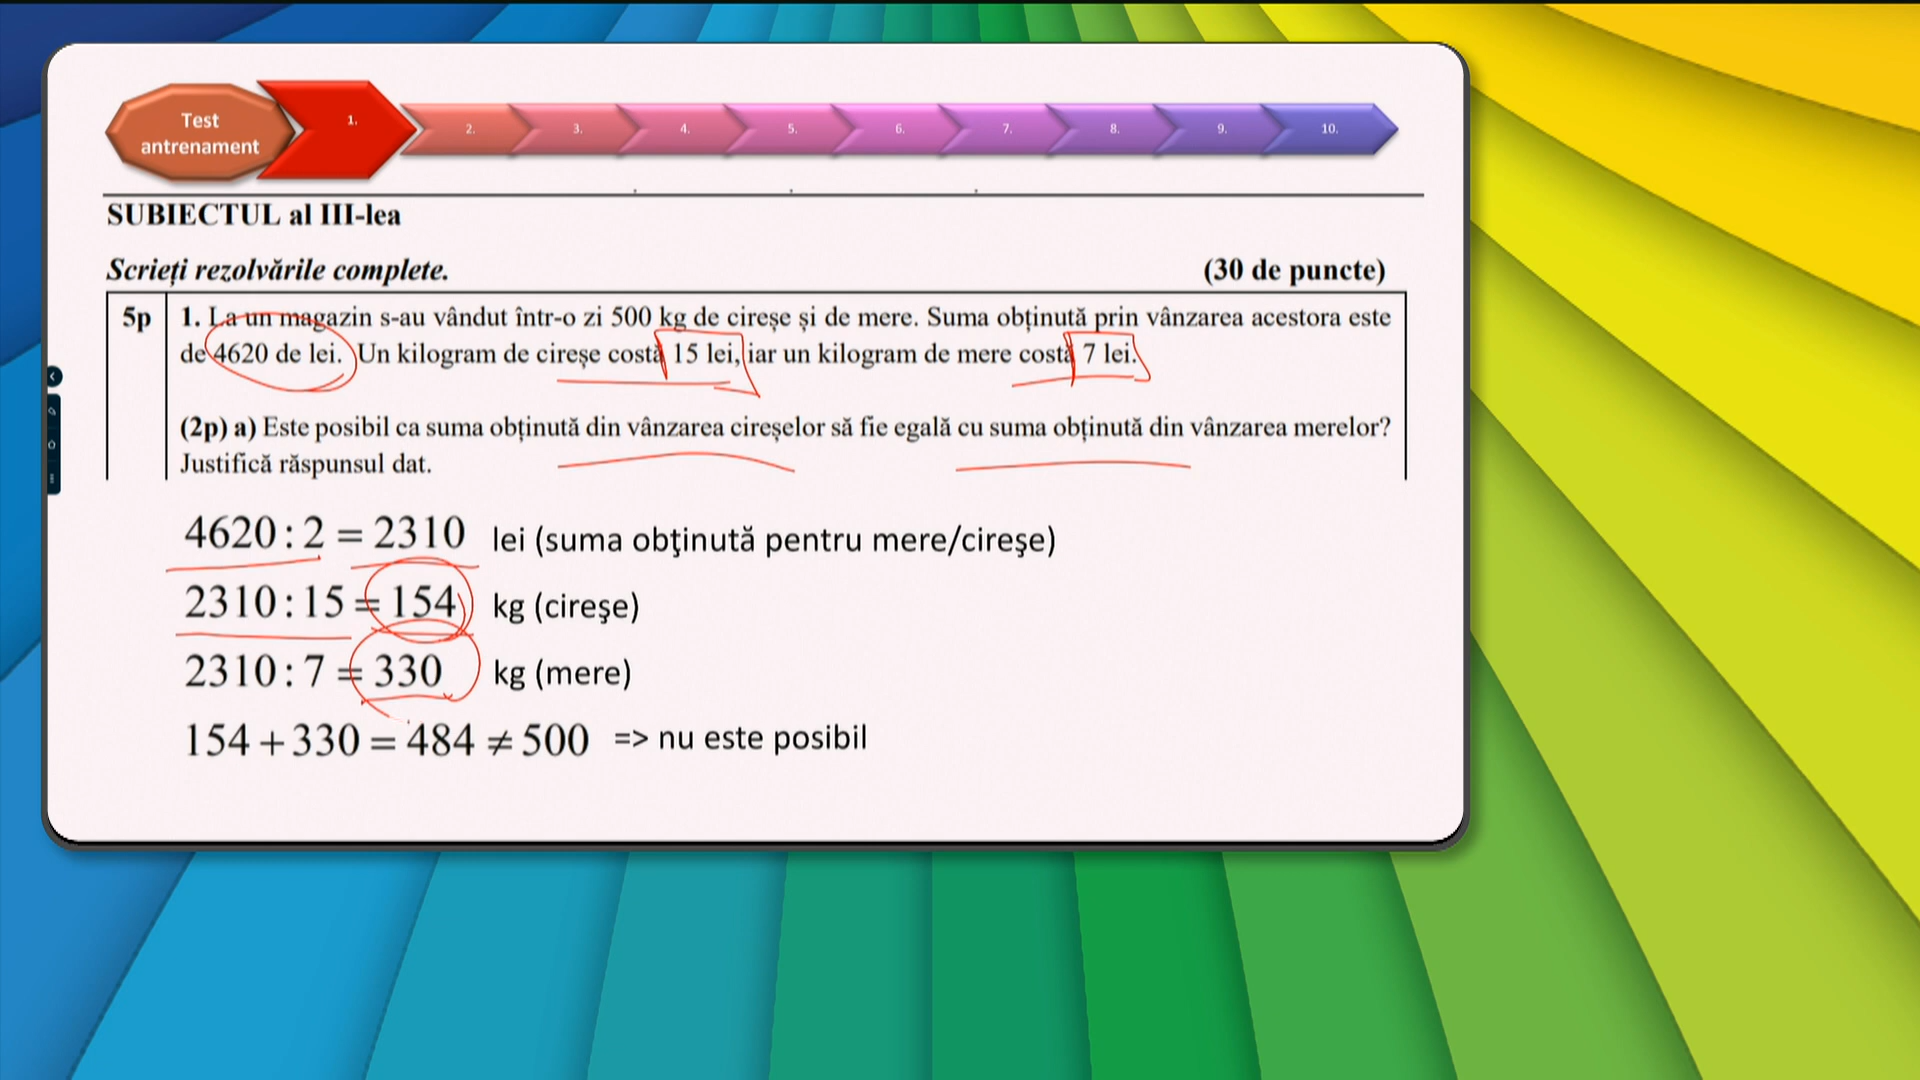 Test
antrenament
1.
2.
3.
4.
5.
6.
7.
8.
9.
10.
SUBIECTUL al III-lea
Scrieți rezolvările complete. (30 de puncte)
5p 1. La un magazin s-au vândut într-o zi 500 kg de cireșe și de mere. Suma obținută prin vânzarea acestora este
de 4620 de lei. Un kilogram de cireșe costă 15 lei, iar un kilogram de mere costă 7 lei.
(2p) a) Este posibil ca suma obținută din vânzarea cireșelor să fie egală cu suma obținută din vânzarea merelor?
Justifică răspunsul dat.
4620 : 2 = 2310 lei (suma obţinută pentru mere/cireşe)
2310 : 15 = 154 kg (cireşe)
2310 : 7 = 330 kg (mere)
154 + 330 = 484 ≠ 500 => nu este posibil